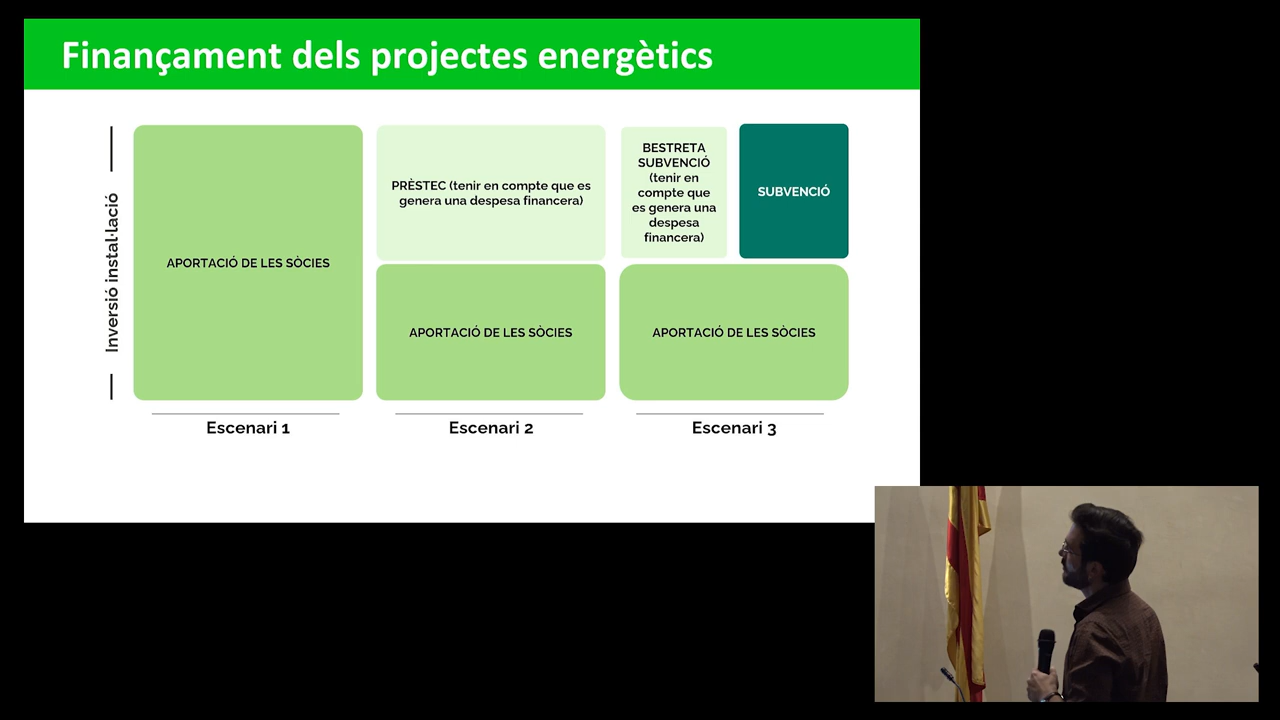 Finançament dels projectes energètics
Inversió instal·lació
APORTACIÓ DE LES SÒCIES
Escenari 1
PRÈSTEC (tenir en compte que es
genera una despesa financera)
APORTACIÓ DE LES SÒCIES
Escenari 2
BESTRETA
SUBVENCIÓ
(tenir en
compte que
es genera una
despesa
financera)
SUBVENCIÓ
APORTACIÓ DE LES SÒCIES
Escenari 3